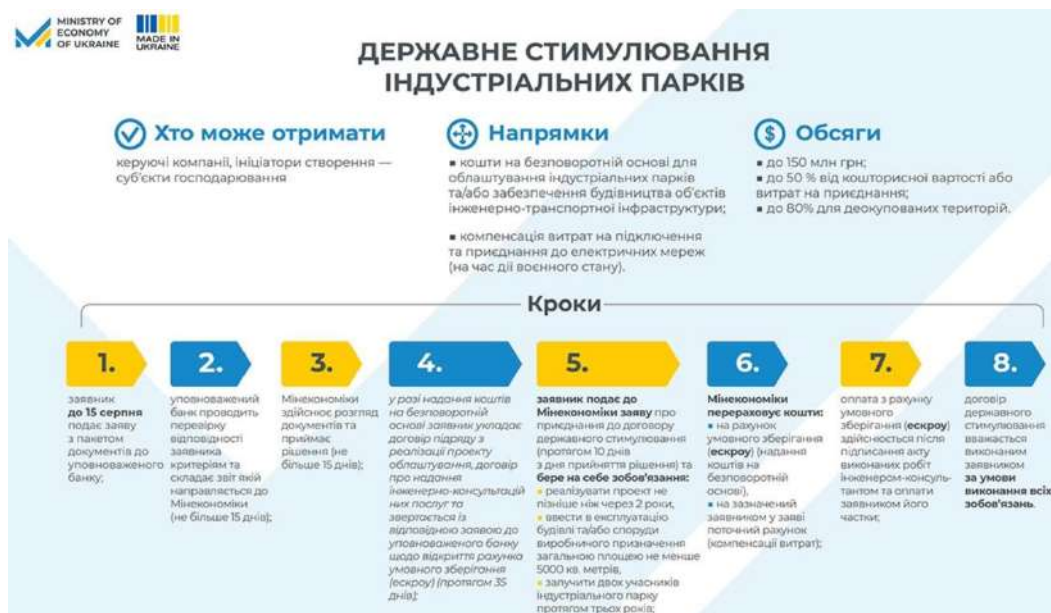 MINISTRY OF
ECONOMY
OF UKRAINE
MADE IN
UKRAINE
ДЕРЖАВНЕ СТИМУЛЮВАННЯ
ІНДУСТРІАЛЬНИХ ПАРКІВ
Хто може отримати
керуючі компанії, ініціатори створення —
суб'єкти господарювання
Напрямки
▪ кошти на безповоротній основі для
облаштування індустріальних парків
та/або забезпечення будівництва об'єктів
інженерно-транспортної інфраструктури;
▪ компенсація витрат на підключення
та приєднання до електричних мереж
(на час дії воєнного стану).
$ Обсяги
▪ до 150 млн грн;
▪ до 50 % від кошторисної вартості або
витрат на приєднання;
▪ до 80% для деокупованих територій.
Кроки
1.
заявник
до 15 серпня
подає заяву
з пакетом
документів до
уповноваженого
банку;
2.
уповноважений
банк проводить
перевірку
відповідності
заявника
критеріям та
складає звіт який
направляється до
Мінекономіки
(не більше 15 днів);
3.
Мінекономіки
здійснює розгляд
документів та
приймає
рішення (не
більше 15 днів);
4.
у разі надання коштів
на безповоротній
основі заявник укладає
договір підряду з
реалізації проекту
облаштування, договір
про надання
інженерно-консультацій
них послуг та
звертається із
відповідною заявою до
уповноваженого банку
щодо відкриття рахунка
умовного зберігання
(ескроу) (протягом 35
днів);
5.
заявник подає до
Мінекономіки заяву про
приєднання до договору
державного стимулювання
(протягом 10 днів
з дня прийняття рішення) та
бере на себе зобов'язання:
▪ реалізувати проект не
пізніше ніж через 2 роки,
▪ ввести в експлуатацію
будівлі та/або споруди
виробничого призначення
загальною площею не менше
5000 кв. метрів,
▪ залучити двох учасників
індустріального парку
протягом трьох років;
6.
Мінекономіки
перераховує кошти:
▪ на рахунок
умовного зберігання
(ескроу) (надання
коштів на
безповоротній
основі),
▪ на зазначений
заявником у заяві
поточний рахунок
(компенсації витрат);
7.
оплата з рахунку
умовного
зберігання (ескроу)
здійснюється після
підписання акту
виконаних робіт
інженером-консуль-
тантом та оплати
заявником його
частки;
8.
договір
державного
стимулювання
вважається
виконаним
заявником
за умови
виконання всіх
зобов'язань.